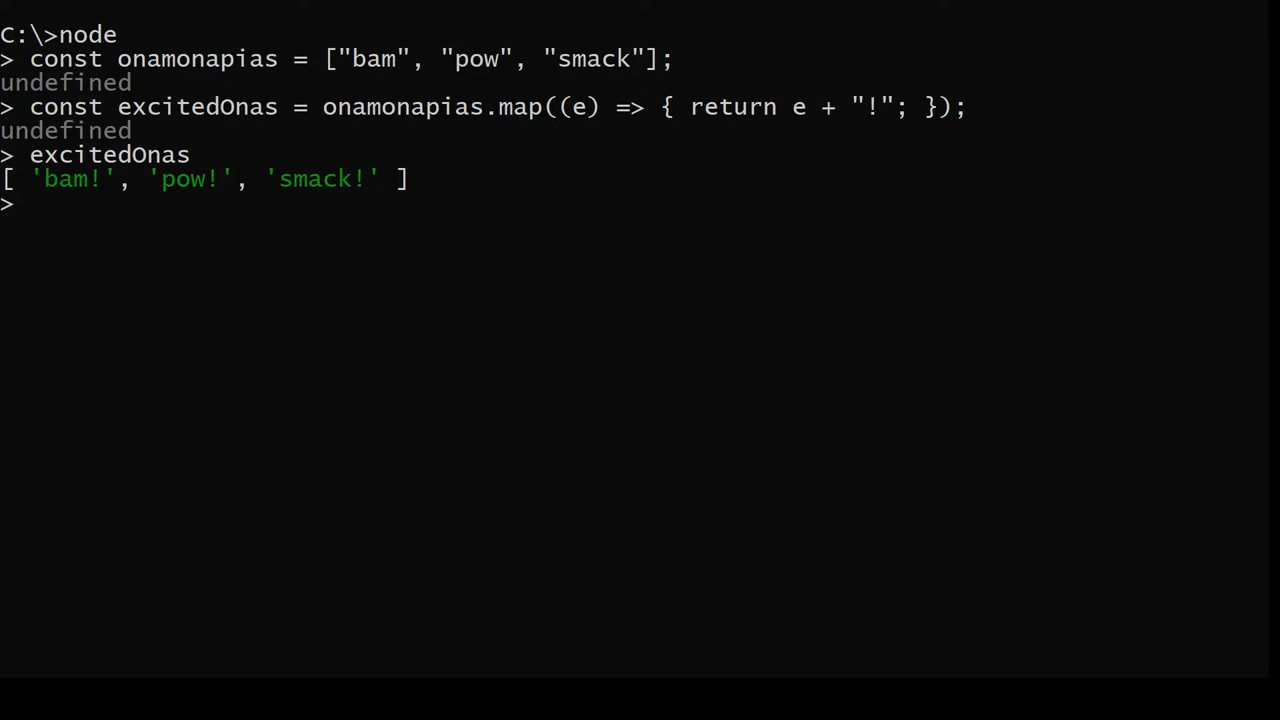 C:\>node
> const onamonapias = ["bam", "pow", "smack"];
undefined
> const excitedOnas = onamonapias.map((e) => { return e + "!"; });
undefined
> excitedOnas
[ 'bam!', 'pow!', 'smack!' ]
>